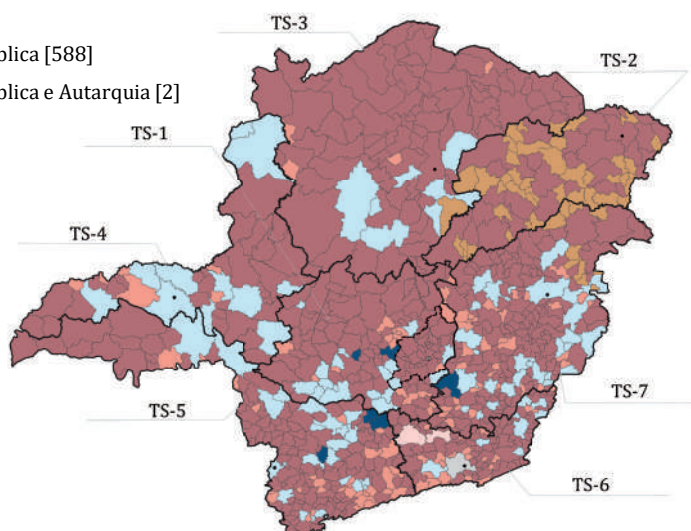 TS-3
blica [588]
TS-2
blica e Autarquia [2]
TS-1
TS-4
TS-7
TS-5
TS-6